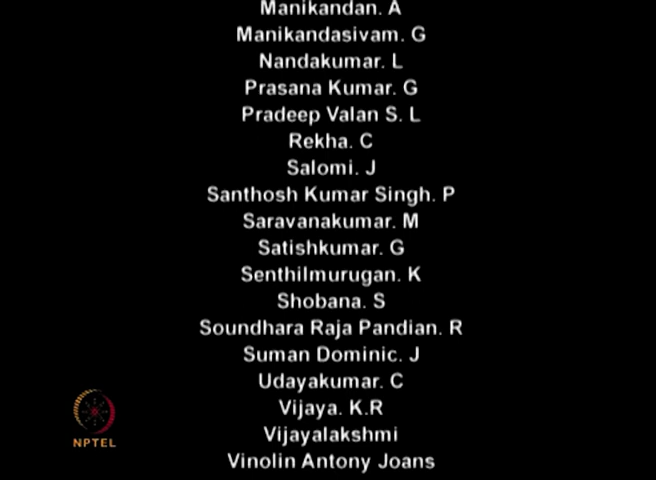 Manikandan. A
Manikandasivam. G
Nandakumar. L
Prasana Kumar. G
Pradeep Valan S. L
Rekha. C
Salomi. J
Santhosh Kumar Singh. P
Saravanakumar. M
Satishkumar. G
Senthilmurugan. K
Shobana. S
Soundhara Raja Pandian. R
Suman Dominic. J
Udayakumar. C
Vijaya. K.R
Vijayalakshmi
Vinolin Antony Joans
NPTEL